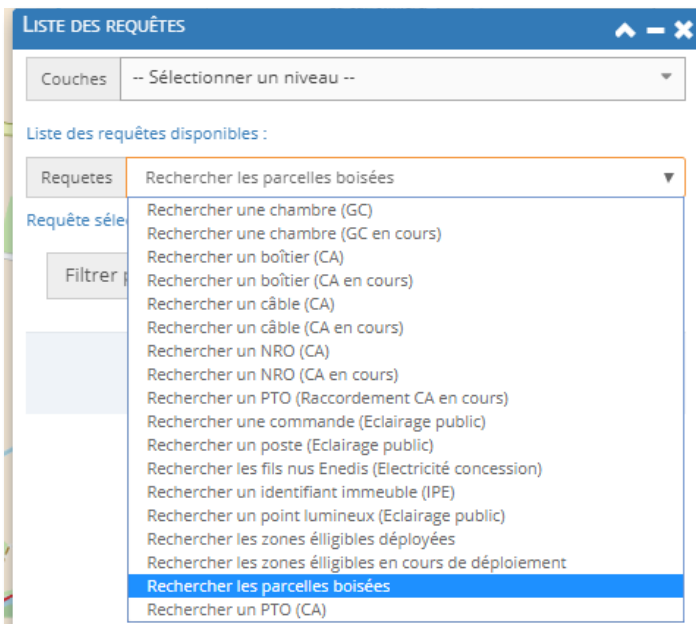 LISTE DES REQUÊTES
Couches -- Sélectionner un niveau --
Liste des requêtes disponibles :
Requetes Rechercher les parcelles boisées
Requête séle
Rechercher une chambre (GC)
Rechercher une chambre (GC en cours)
Rechercher un boîtier (CA)
Rechercher un boîtier (CA en cours)
Filtrer
Rechercher un câble (CA)
Rechercher un câble (CA en cours)
Rechercher un NRO (CA)
Rechercher un NRO (CA en cours)
Rechercher un PTO (Raccordement CA en cours)
Rechercher une commande (Eclairage public)
Rechercher un poste (Eclairage public)
Rechercher les fils nus Enedis (Electricité concession)
Rechercher un identifiant immeuble (IPE)
Rechercher un point lumineux (Eclairage public)
Rechercher les zones élligibles déployées
Rechercher les zones élligibles en cours de déploiement
Rechercher les parcelles boisées
Rechercher un PTO (CA)